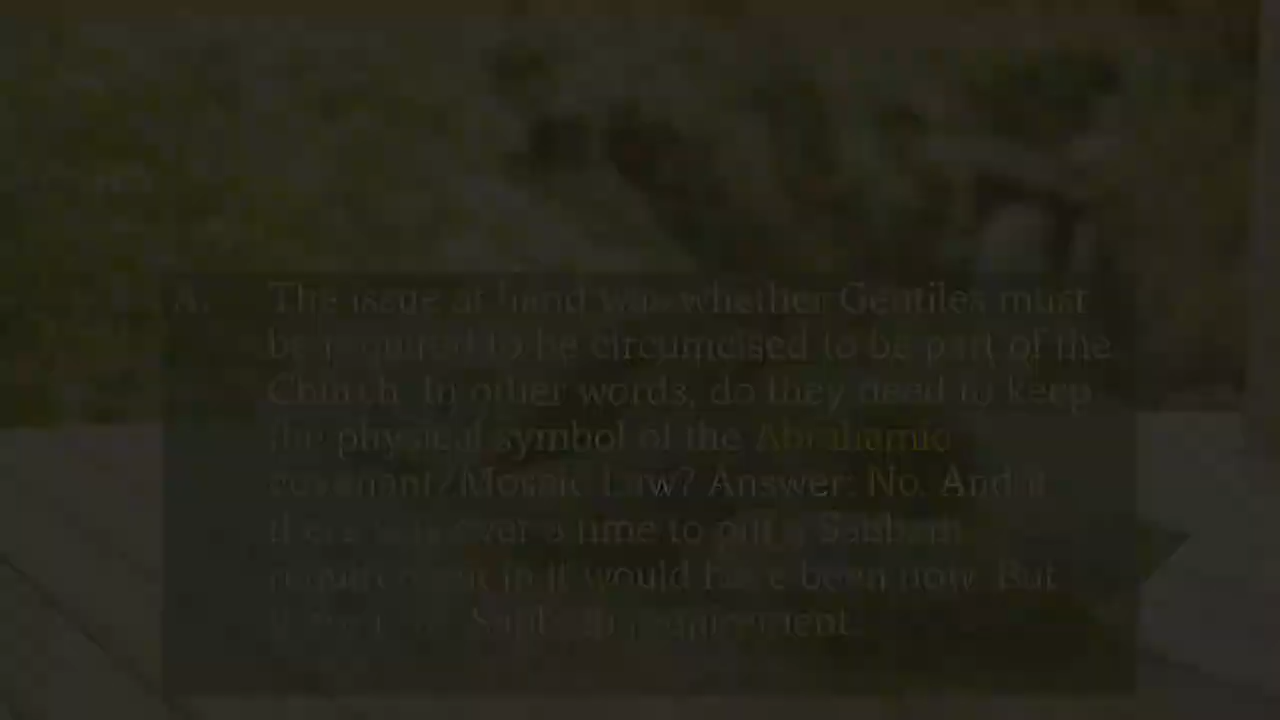 A. The issue at hand was whether Gentiles must
be required to be circumcised to be part of the
Church. In other words, do they need to keep
the physical symbol of the Abrahamic
covenant/Mosaic Law? Answer: No. And if
there was ever a time to put a Sabbath
requirement in it would have been now. But
Sabbath requirement